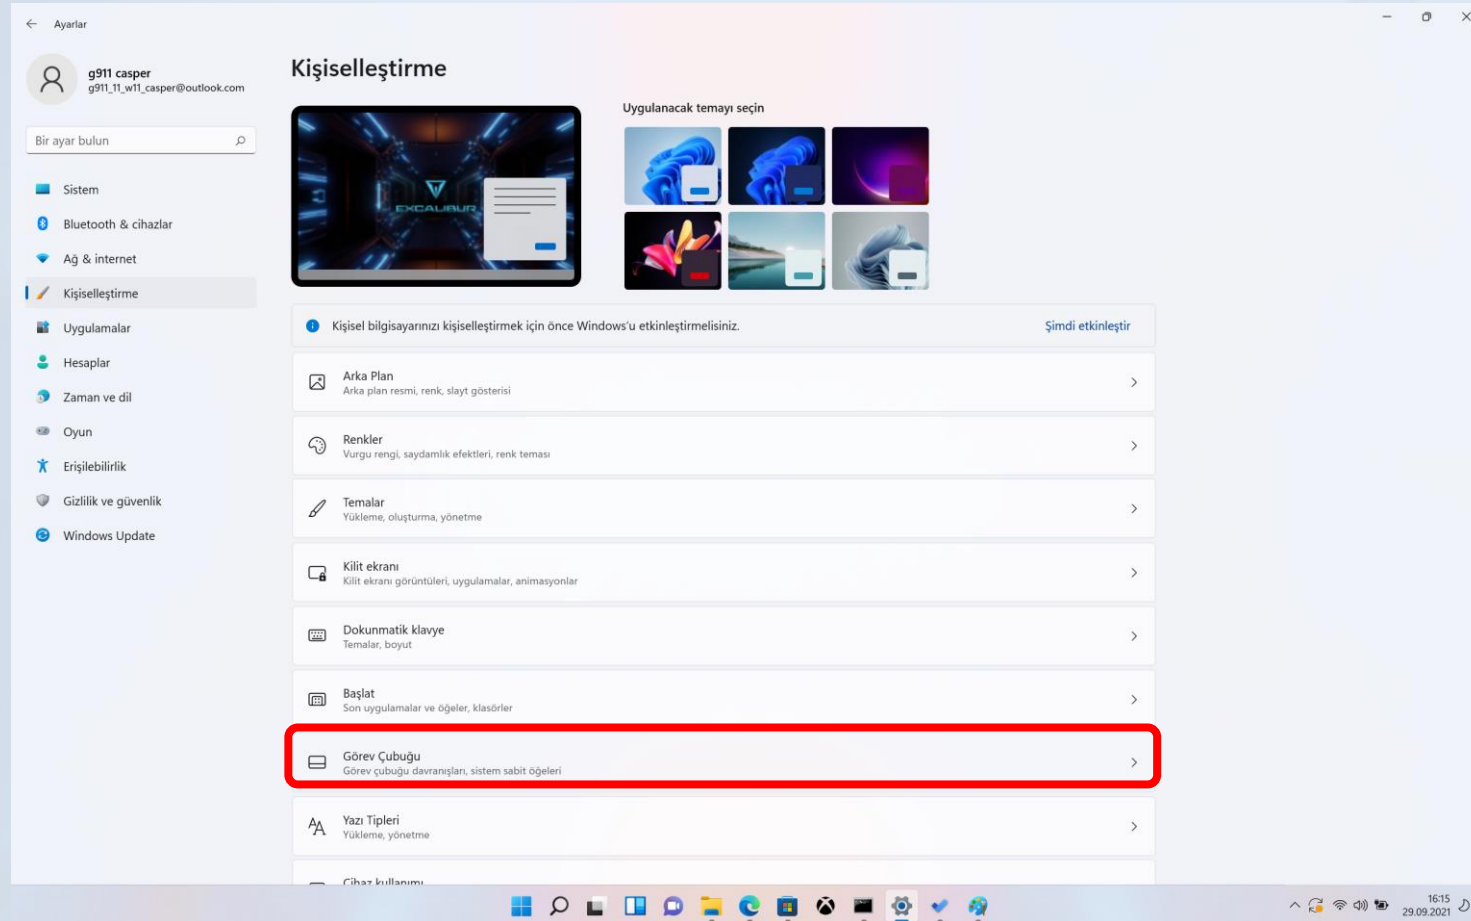 Ayarlar
g911 casper
g911_11_w11_casper@outlook.com
Bir ayar bulun
Sistem
Bluetooth & cihazlar
Ağ & internet
Kişiselleştirme
Uygulamalar
Hesaplar
Zaman ve dil
Oyun
Erişilebilirlik
Gizlilik ve güvenlik
Windows Update
Kişiselleştirme
EXCALIBUR
Uygulanacak temayı seçin
Kişisel bilgisayarınızı kişiselleştirmek için önce Windows'u etkinleştirmelisiniz.
Şimdi etkinleştir
Arka Plan
Arka plan resmi, renk, slayt gösterisi
Renkler
Vurgu rengi, saydamlık efektleri, renk teması
Temalar
Yükleme, oluşturma, yönetme
Kilit ekranı
Kilit ekranı görüntüleri, uygulamalar, animasyonlar
Dokunmatik klavye
Temalar, boyut
Başlat
Son uygulamalar ve öğeler, klasörler
Görev Çubuğu
Görev çubuğu davranışları, sistem sabit öğeleri
Yazı Tipleri
Yükleme, yönetme
Cihaz kullanımı
16:15
29.09.2021